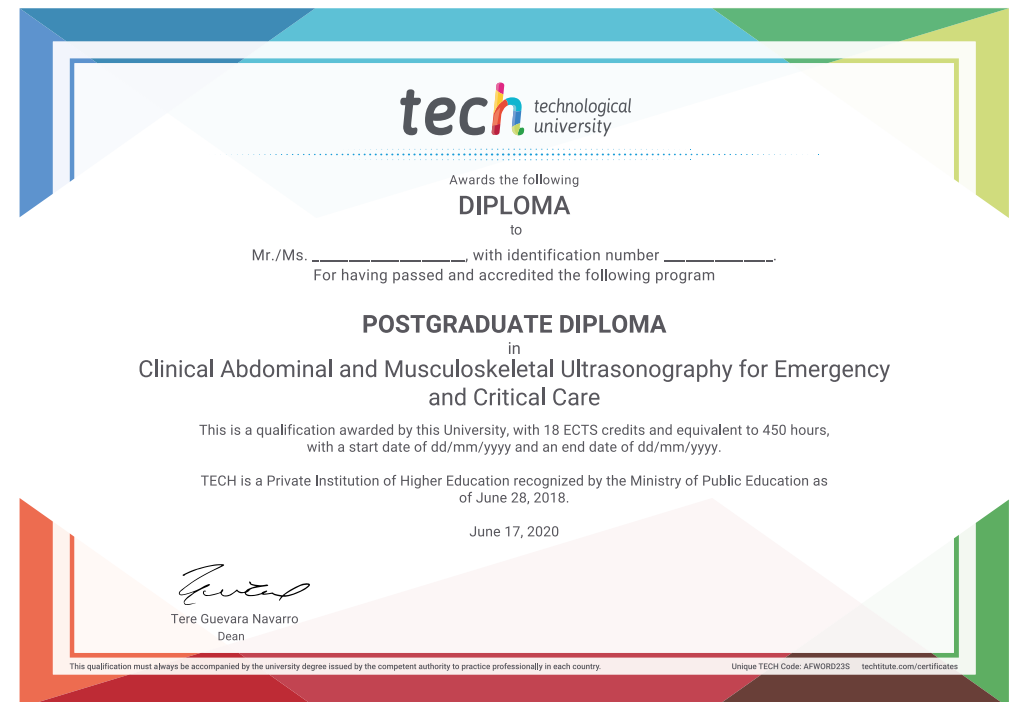 tech technological
university
Awards the following
DIPLOMA
to
Mr./Ms. ___________________, with identification number ______________.
For having passed and accredited the following program
POSTGRADUATE DIPLOMA
in
Clinical Abdominal and Musculoskeletal Ultrasonography for Emergency
and Critical Care
This is a qualification awarded by this University, with 18 ECTS credits and equivalent to 450 hours,
with a start date of dd/mm/yyyy and an end date of dd/mm/yyyy.
TECH is a Private Institution of Higher Education recognized by the Ministry of Public Education as
of June 28, 2018.
June 17, 2020
Tere Guevara Navarro
Dean
This qualification must always be accompanied by the university degree issued by the competent authority to practice professionally in each country.
Unique TECH Code: AFWORD23S techtitute.com/certificates